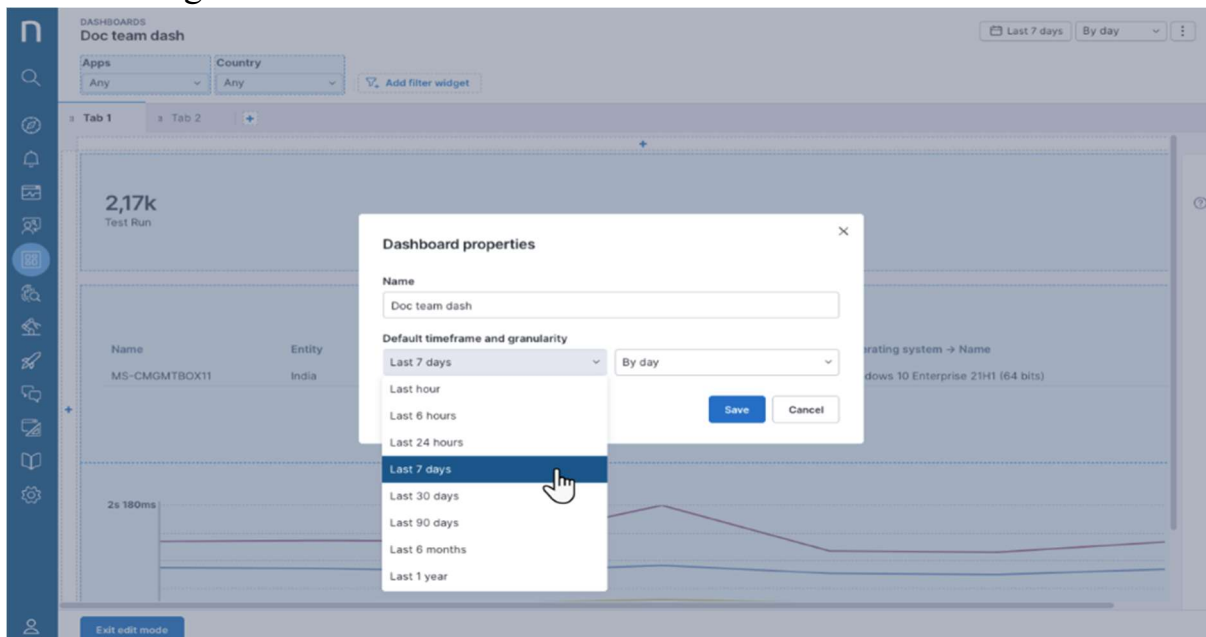 DASHBOARDS
Doc team dash
Last 7 days By day
Apps Country
Any Any Add filter widget
Tab 1 Tab 2
2,17k
Test Run
Dashboard properties
Name
Doc team dash
Default timeframe and granularity
Last 7 days By day
Last hour
Last 6 hours
Last 24 hours
Last 7 days
Last 30 days
Last 90 days
Last 6 months
Last 1 year
Save Cancel
Name Entity rating system → Name
MS-CMGMTBOX11 India dows 10 Enterprise 21H1 (64 bits)
2s 180ms
Exit edit mode